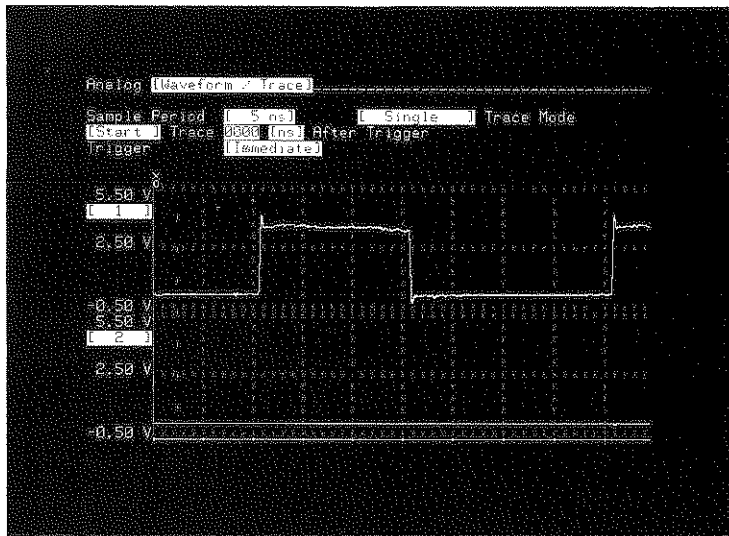 Analog [Waveform / Trace]
Sample Period [ 5 ns] [ Single ] Trace Mode
[Start ] Trace 0000 [ns] After Trigger
Trigger [Immediate]
5.50 V
[ 1 ]
2.50 V
-0.50 V
5.50 V
[ 2 ]
2.50 V
-0.50 V